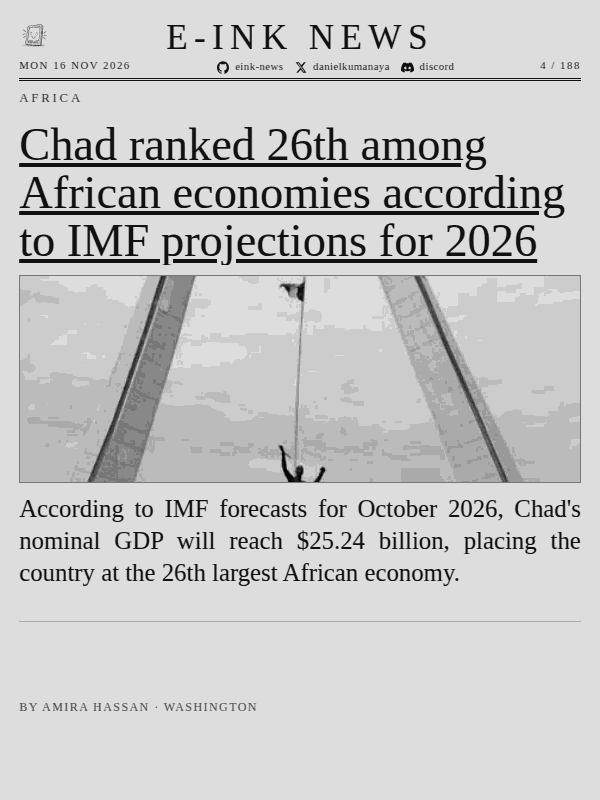 E-INK NEWS
MON 16 NOV 2026
eink-news
danielkumanaya
discord
4 / 188
AFRICA
Chad ranked 26th among
African economies according
to IMF projections for 2026
According to IMF forecasts for October 2026, Chad's
nominal GDP will reach $25.24 billion, placing the
country at the 26th largest African economy.
BY AMIRA HASSAN · WASHINGTON